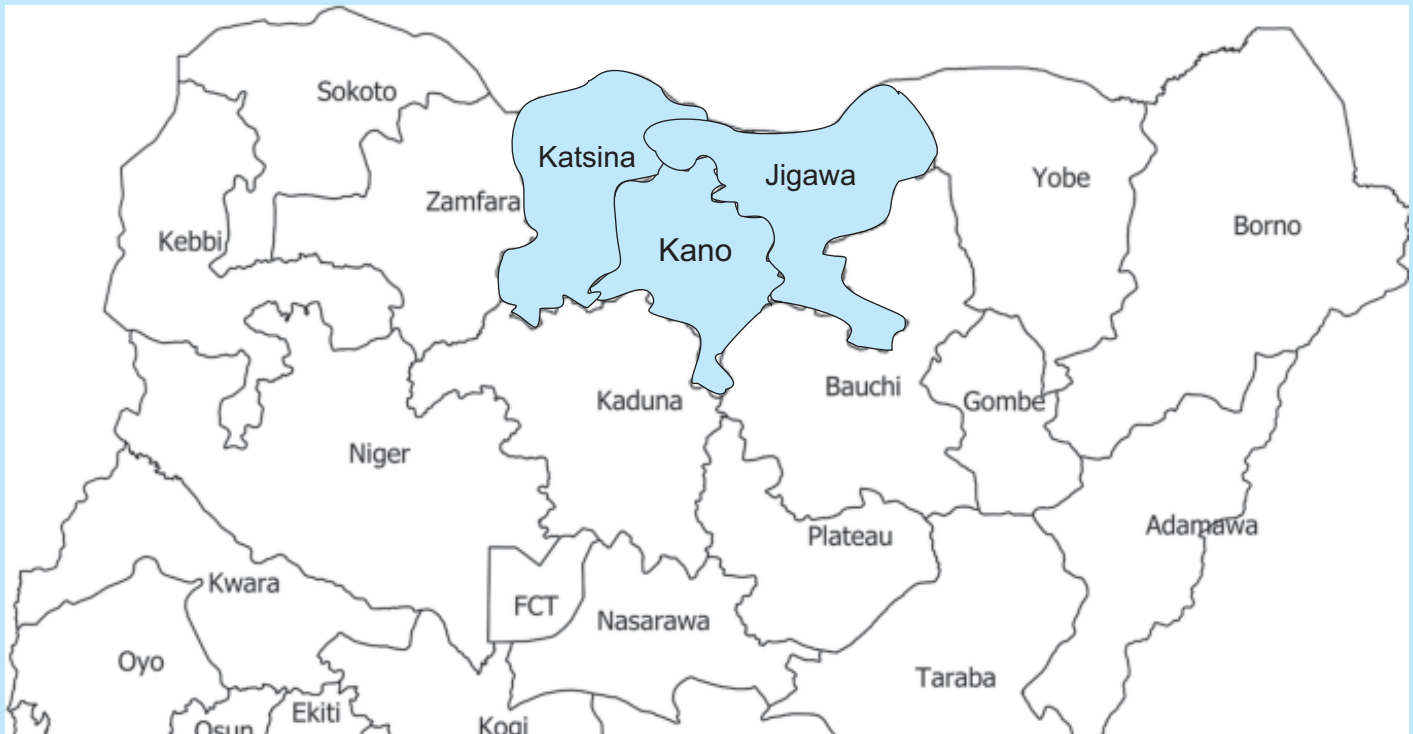 Sokoto
Katsina
Jigawa
Yobe
Zamfara
Borno
Kebbi
Kano
Bauchi
Kaduna
Gombe
Niger
Adamawa
Plateau
Kwara
FCT
Nasarawa
Oyo
Taraba
Ekiti
Osun
Kogi